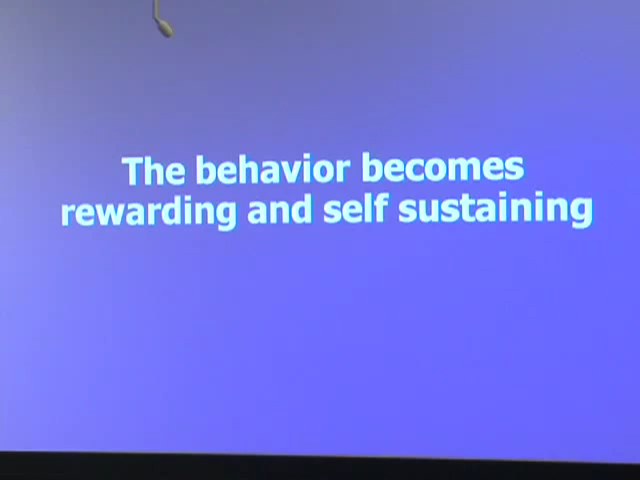 The behavior becomes
rewarding and self sustaining